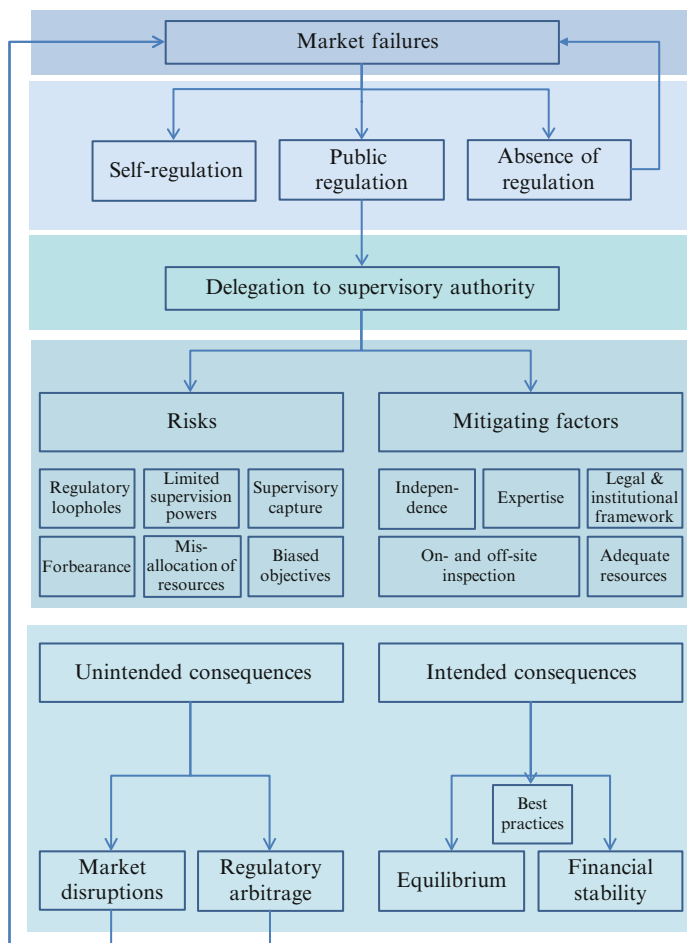 Market failures
Self-regulation
Public
regulation
Absence of
regulation
Delegation to supervisory authority
Risks
Mitigating factors
Regulatory
loopholes
Limited
supervision
powers
Supervisory
capture
Indepen-
dence
Expertise
Legal &
institutional
framework
Forbearance
Mis-
allocation of
resources
Biased
objectives
On- and off-site
inspection
Adequate
resources
Unintended consequences
Intended consequences
Best
practices
Market
disruptions
Regulatory
arbitrage
Equilibrium
Financial
stability